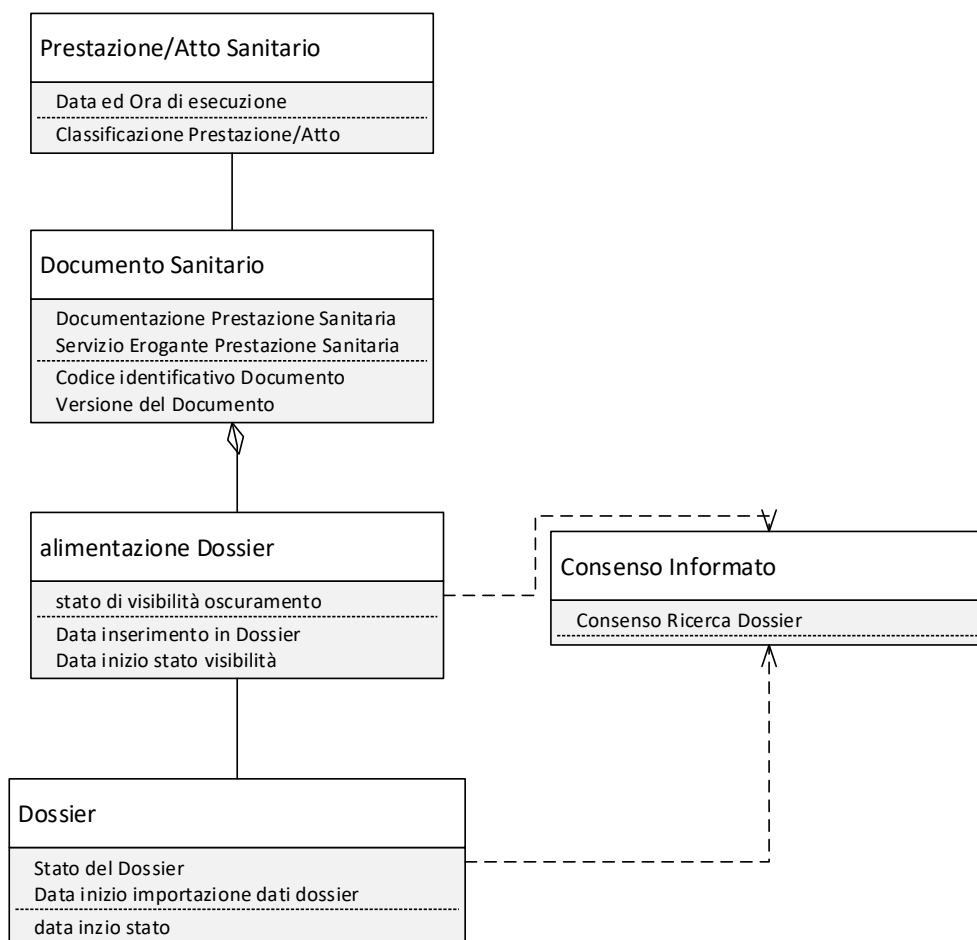 Prestazione/Atto Sanitario
Data ed Ora di esecuzione
Classificazione Prestazione/Atto
Documento Sanitario
Documentazione Prestazione Sanitaria
Servizio Erogante Prestazione Sanitaria
Codice identificativo Documento
Versione del Documento
alimentazione Dossier
stato di visibilità oscuramento
Data inserimento in Dossier
Data inizio stato visibilità
Consenso Informato
Consenso Ricerca Dossier
Dossier
Stato del Dossier
Data inizio importazione dati dossier
data inzio stato